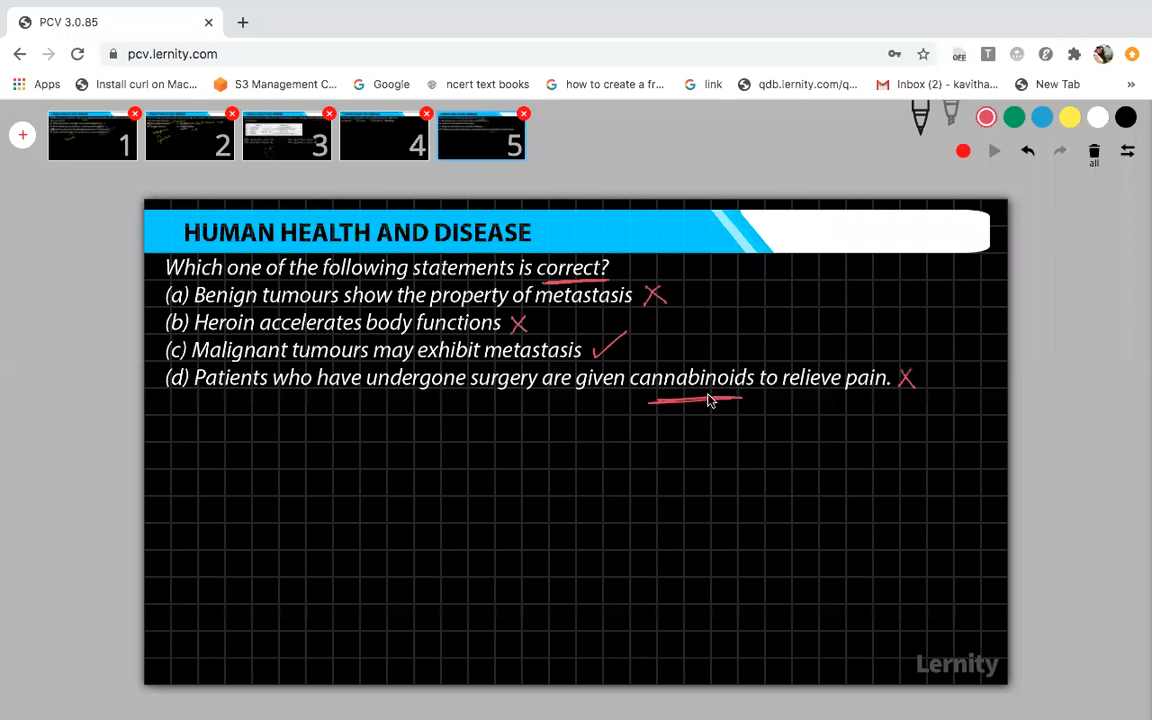 PCV 3.0.85
pcv.lernity.com
Apps
Install curl on Mac...
S3 Management C...
Google
ncert text books
how to create a fr...
link
qdb.lernity.com/q...
Inbox (2) - kavitha...
New Tab
»
OFF
T
1
2
3
4
5
all
HUMAN HEALTH AND DISEASE
Which one of the following statements is correct?
(a) Benign tumours show the property of metastasis
(b) Heroin accelerates body functions
(c) Malignant tumours may exhibit metastasis
(d) Patients who have undergone surgery are given cannabinoids to relieve pain.
Lernity